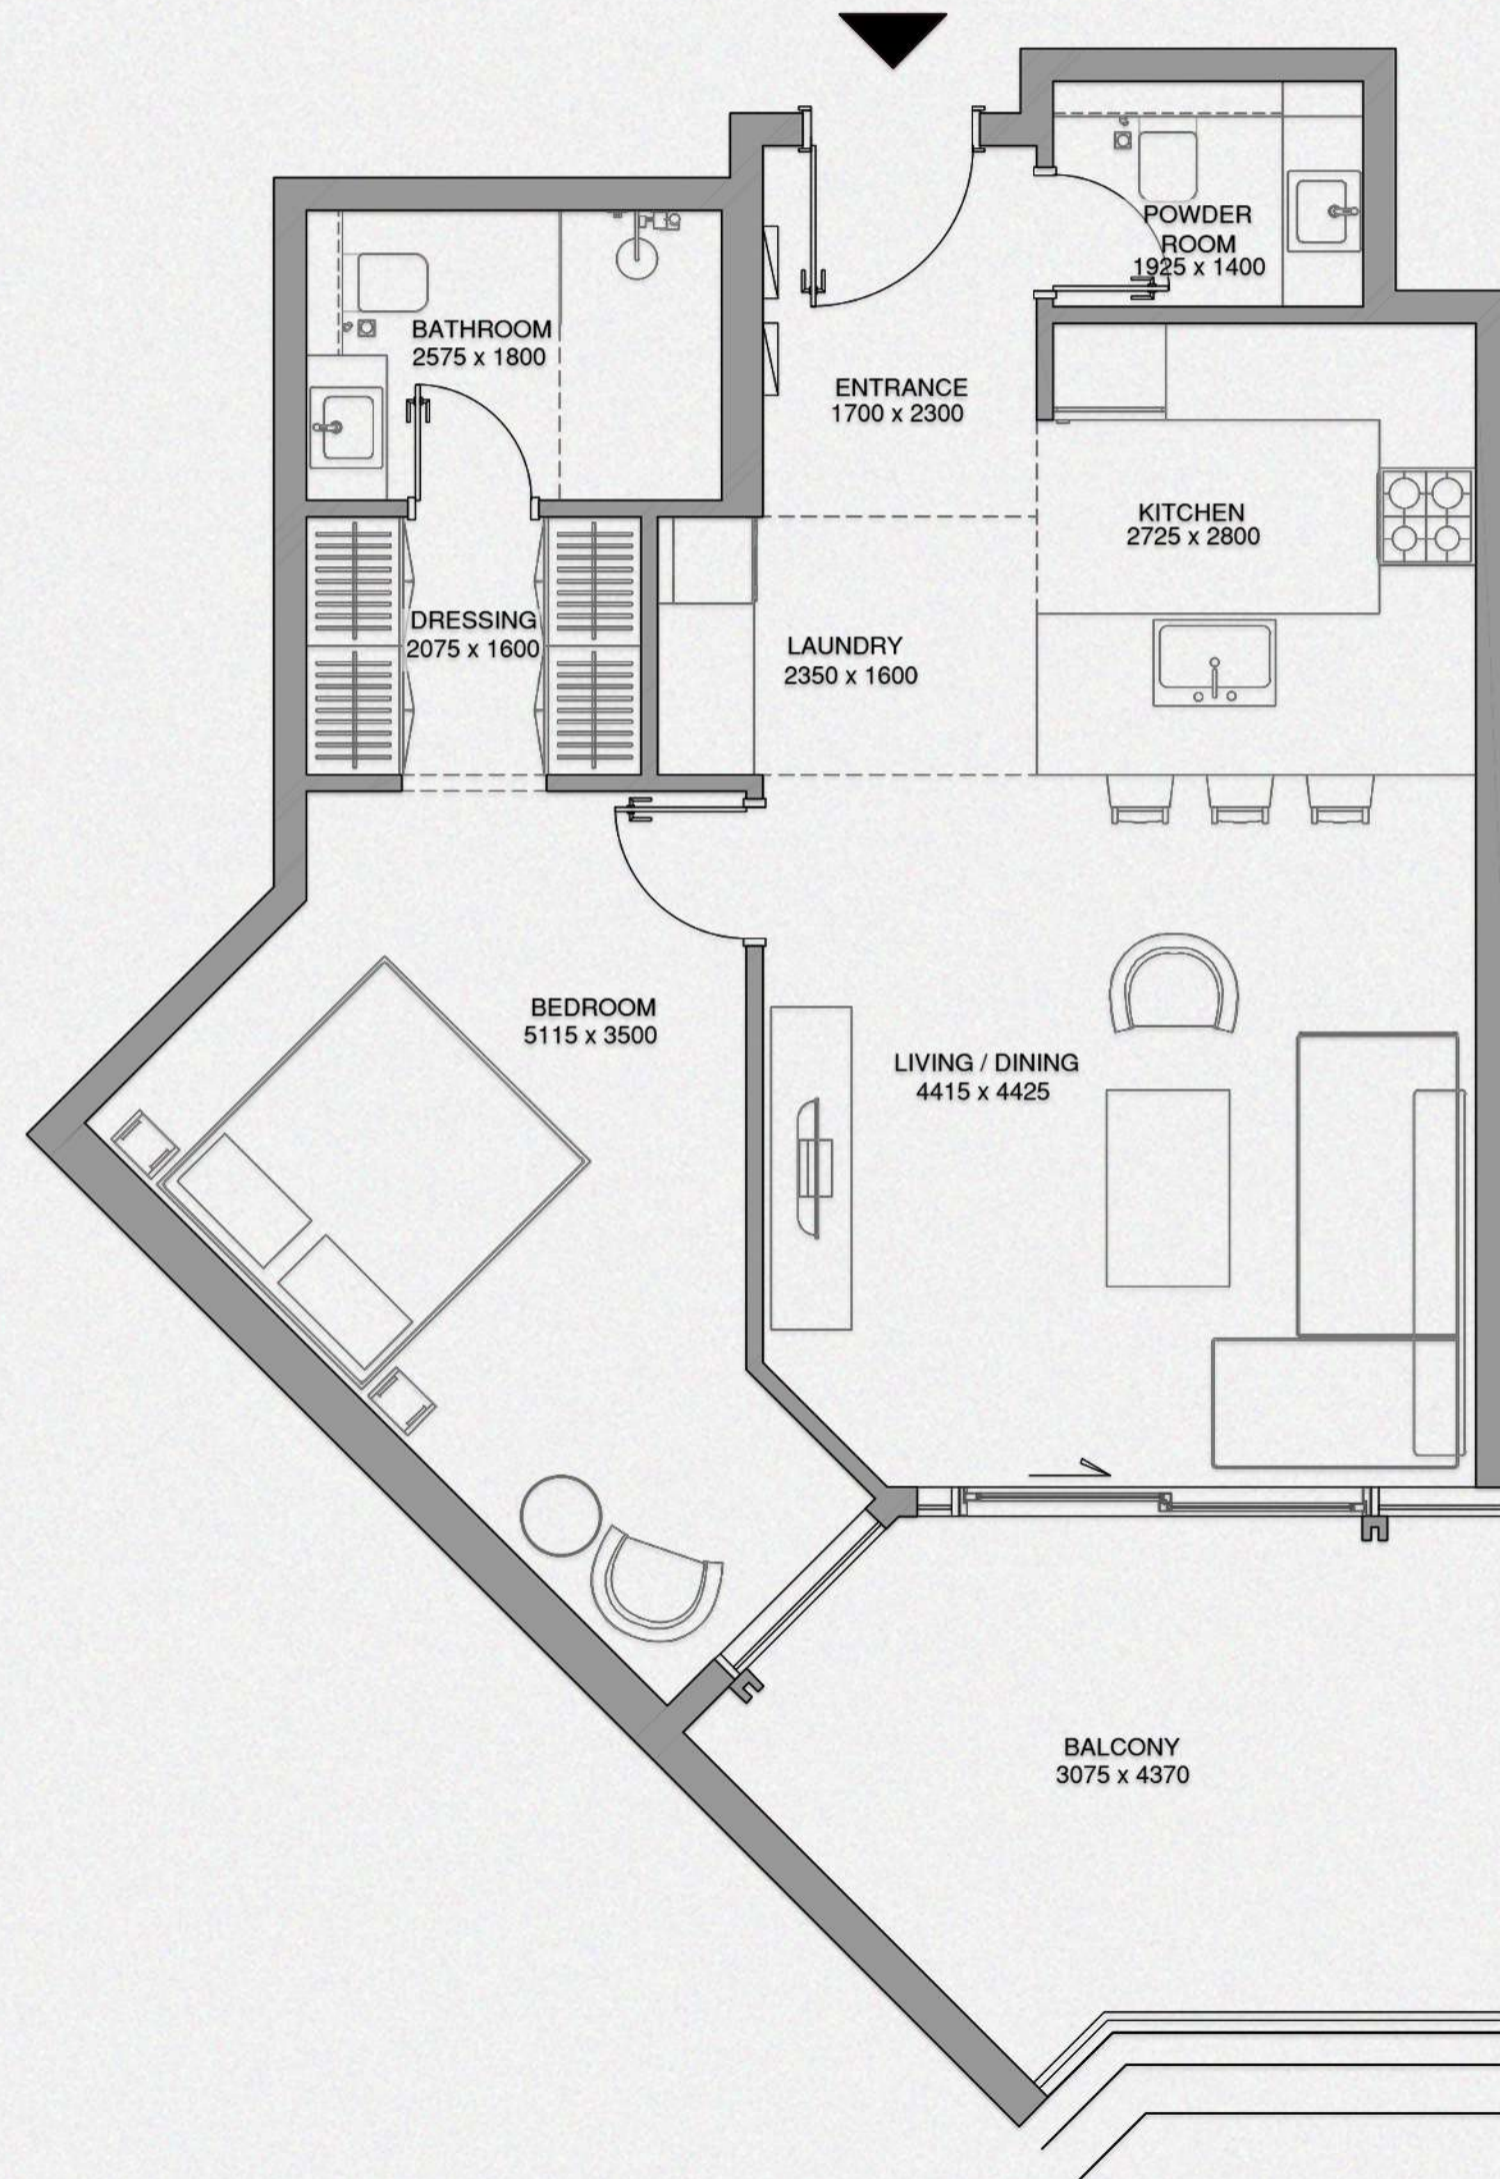 POWDER
ROOM
1925 x 1400
BATHROOM
2575 x 1800
ENTRANCE
1700 x 2300
KITCHEN
2725 x 2800
DRESSING
2075 x 1600
LAUNDRY
2350 x 1600
BEDROOM
5115 x 3500
LIVING / DINING
4415 x 4425
BALCONY
3075 x 4370